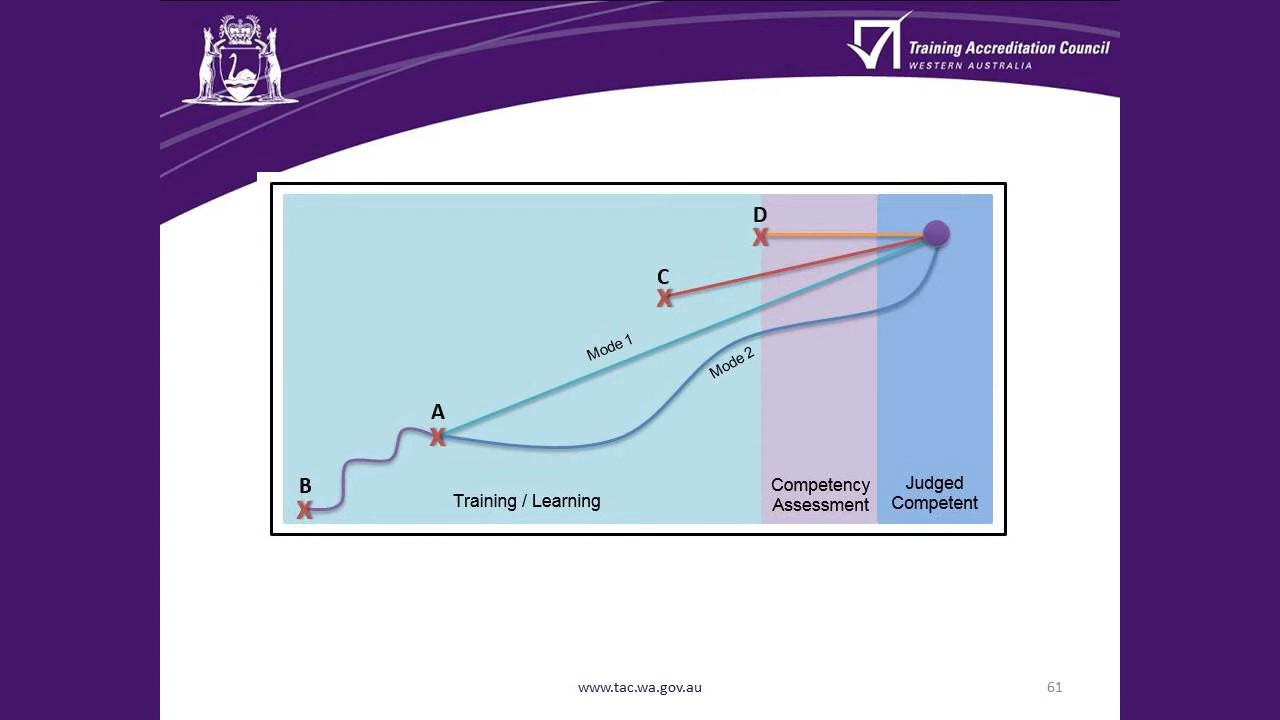 Training Accreditation Council
WESTERN AUSTRALIA
D
C
Mode 1
Mode 2
A
B
Training / Learning
Competency
Assessment
Judged
Competent
www.tac.wa.gov.au
61